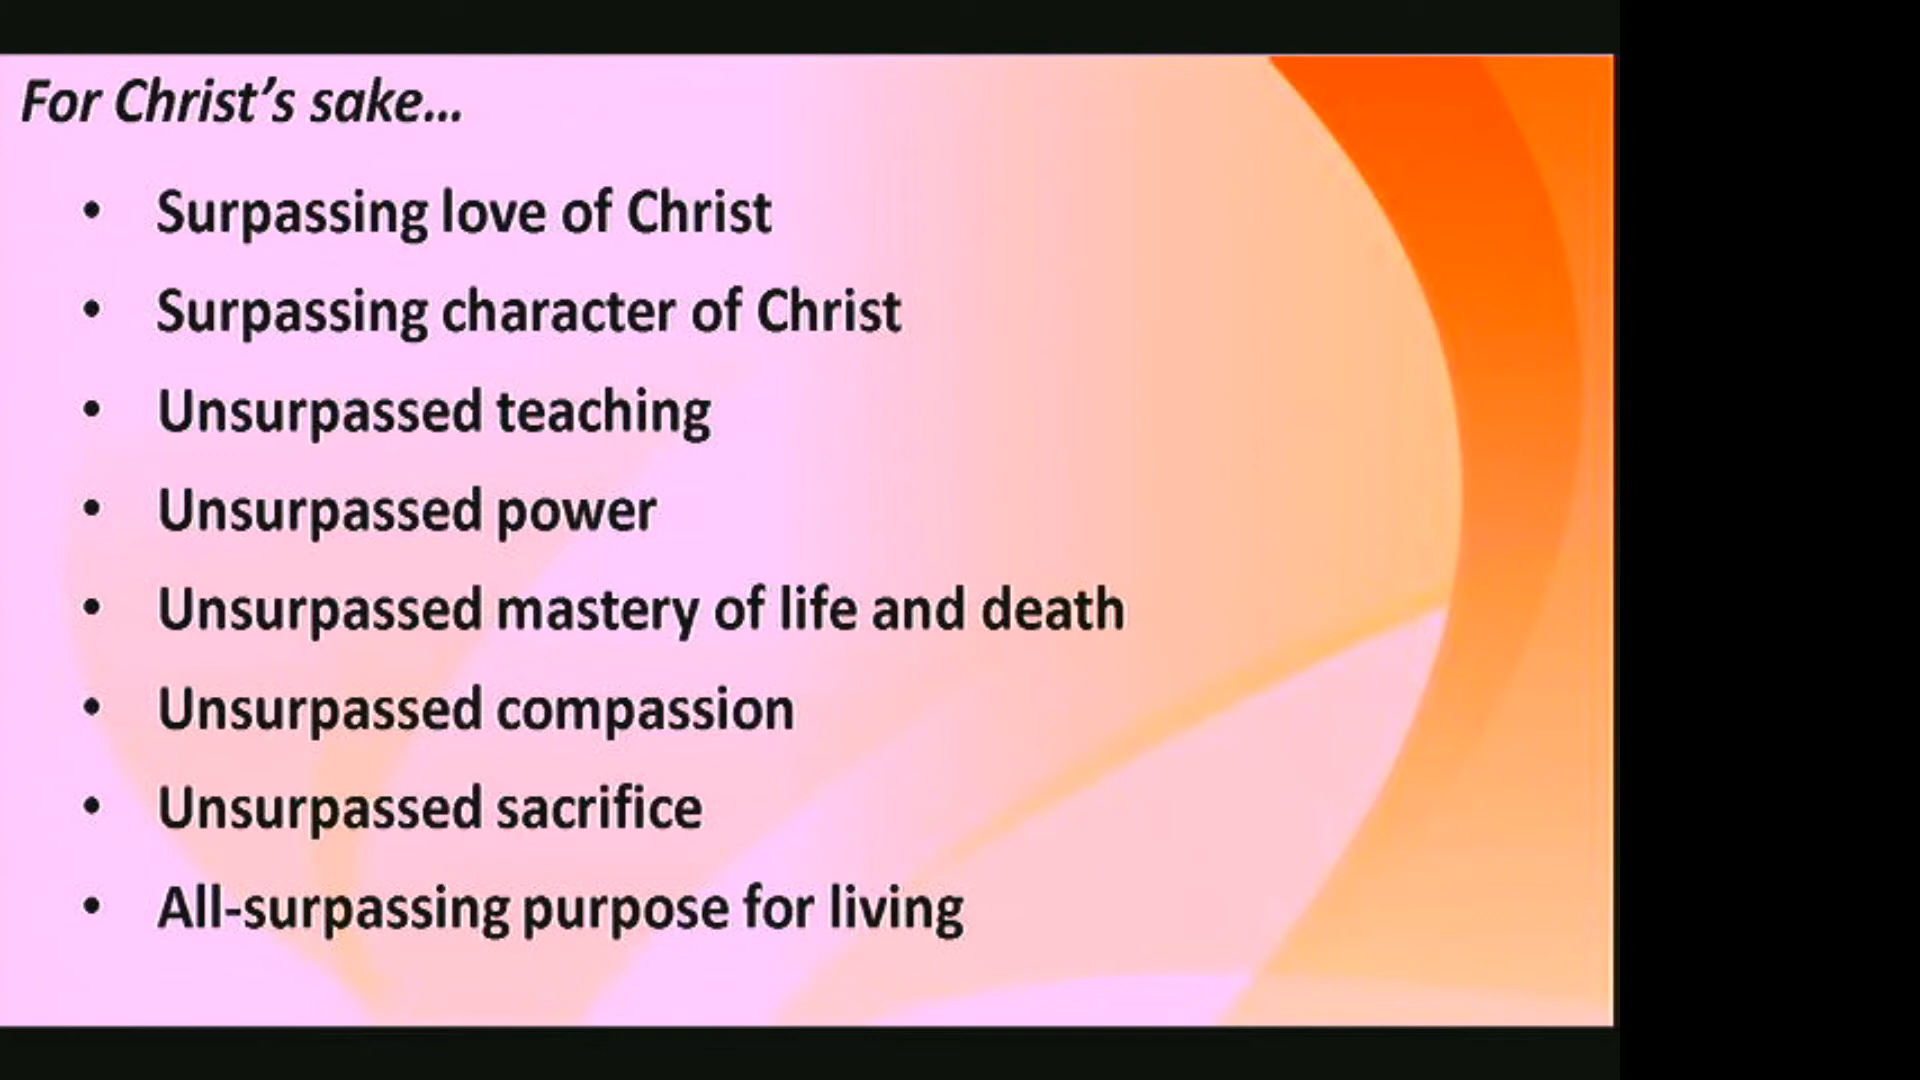 For Christ’s sake…
• Surpassing love of Christ
• Surpassing character of Christ
• Unsurpassed teaching
• Unsurpassed power
• Unsurpassed mastery of life and death
• Unsurpassed compassion
• Unsurpassed sacrifice
• All-surpassing purpose for living